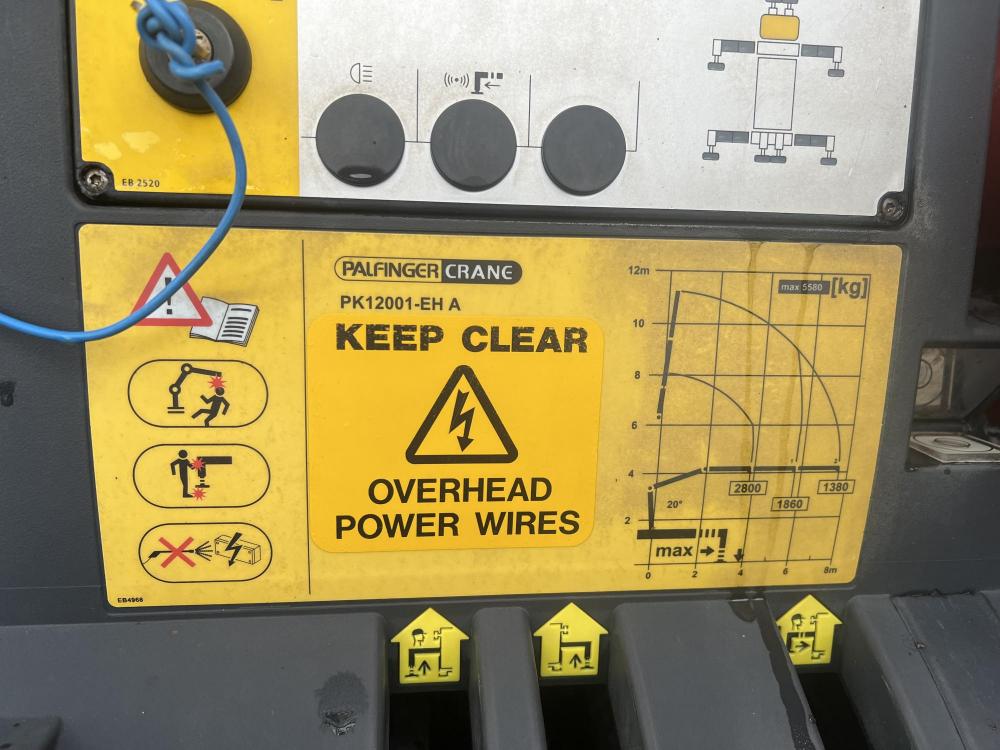 EB 2520
PALFINGER CRANE
PK12001-EH A
KEEP CLEAR
OVERHEAD
POWER WIRES
EB4966
12m
max 5580 [kg]
10
8
6
4
2800
1860
1380
20°
2
max
0 2 4 6 8m